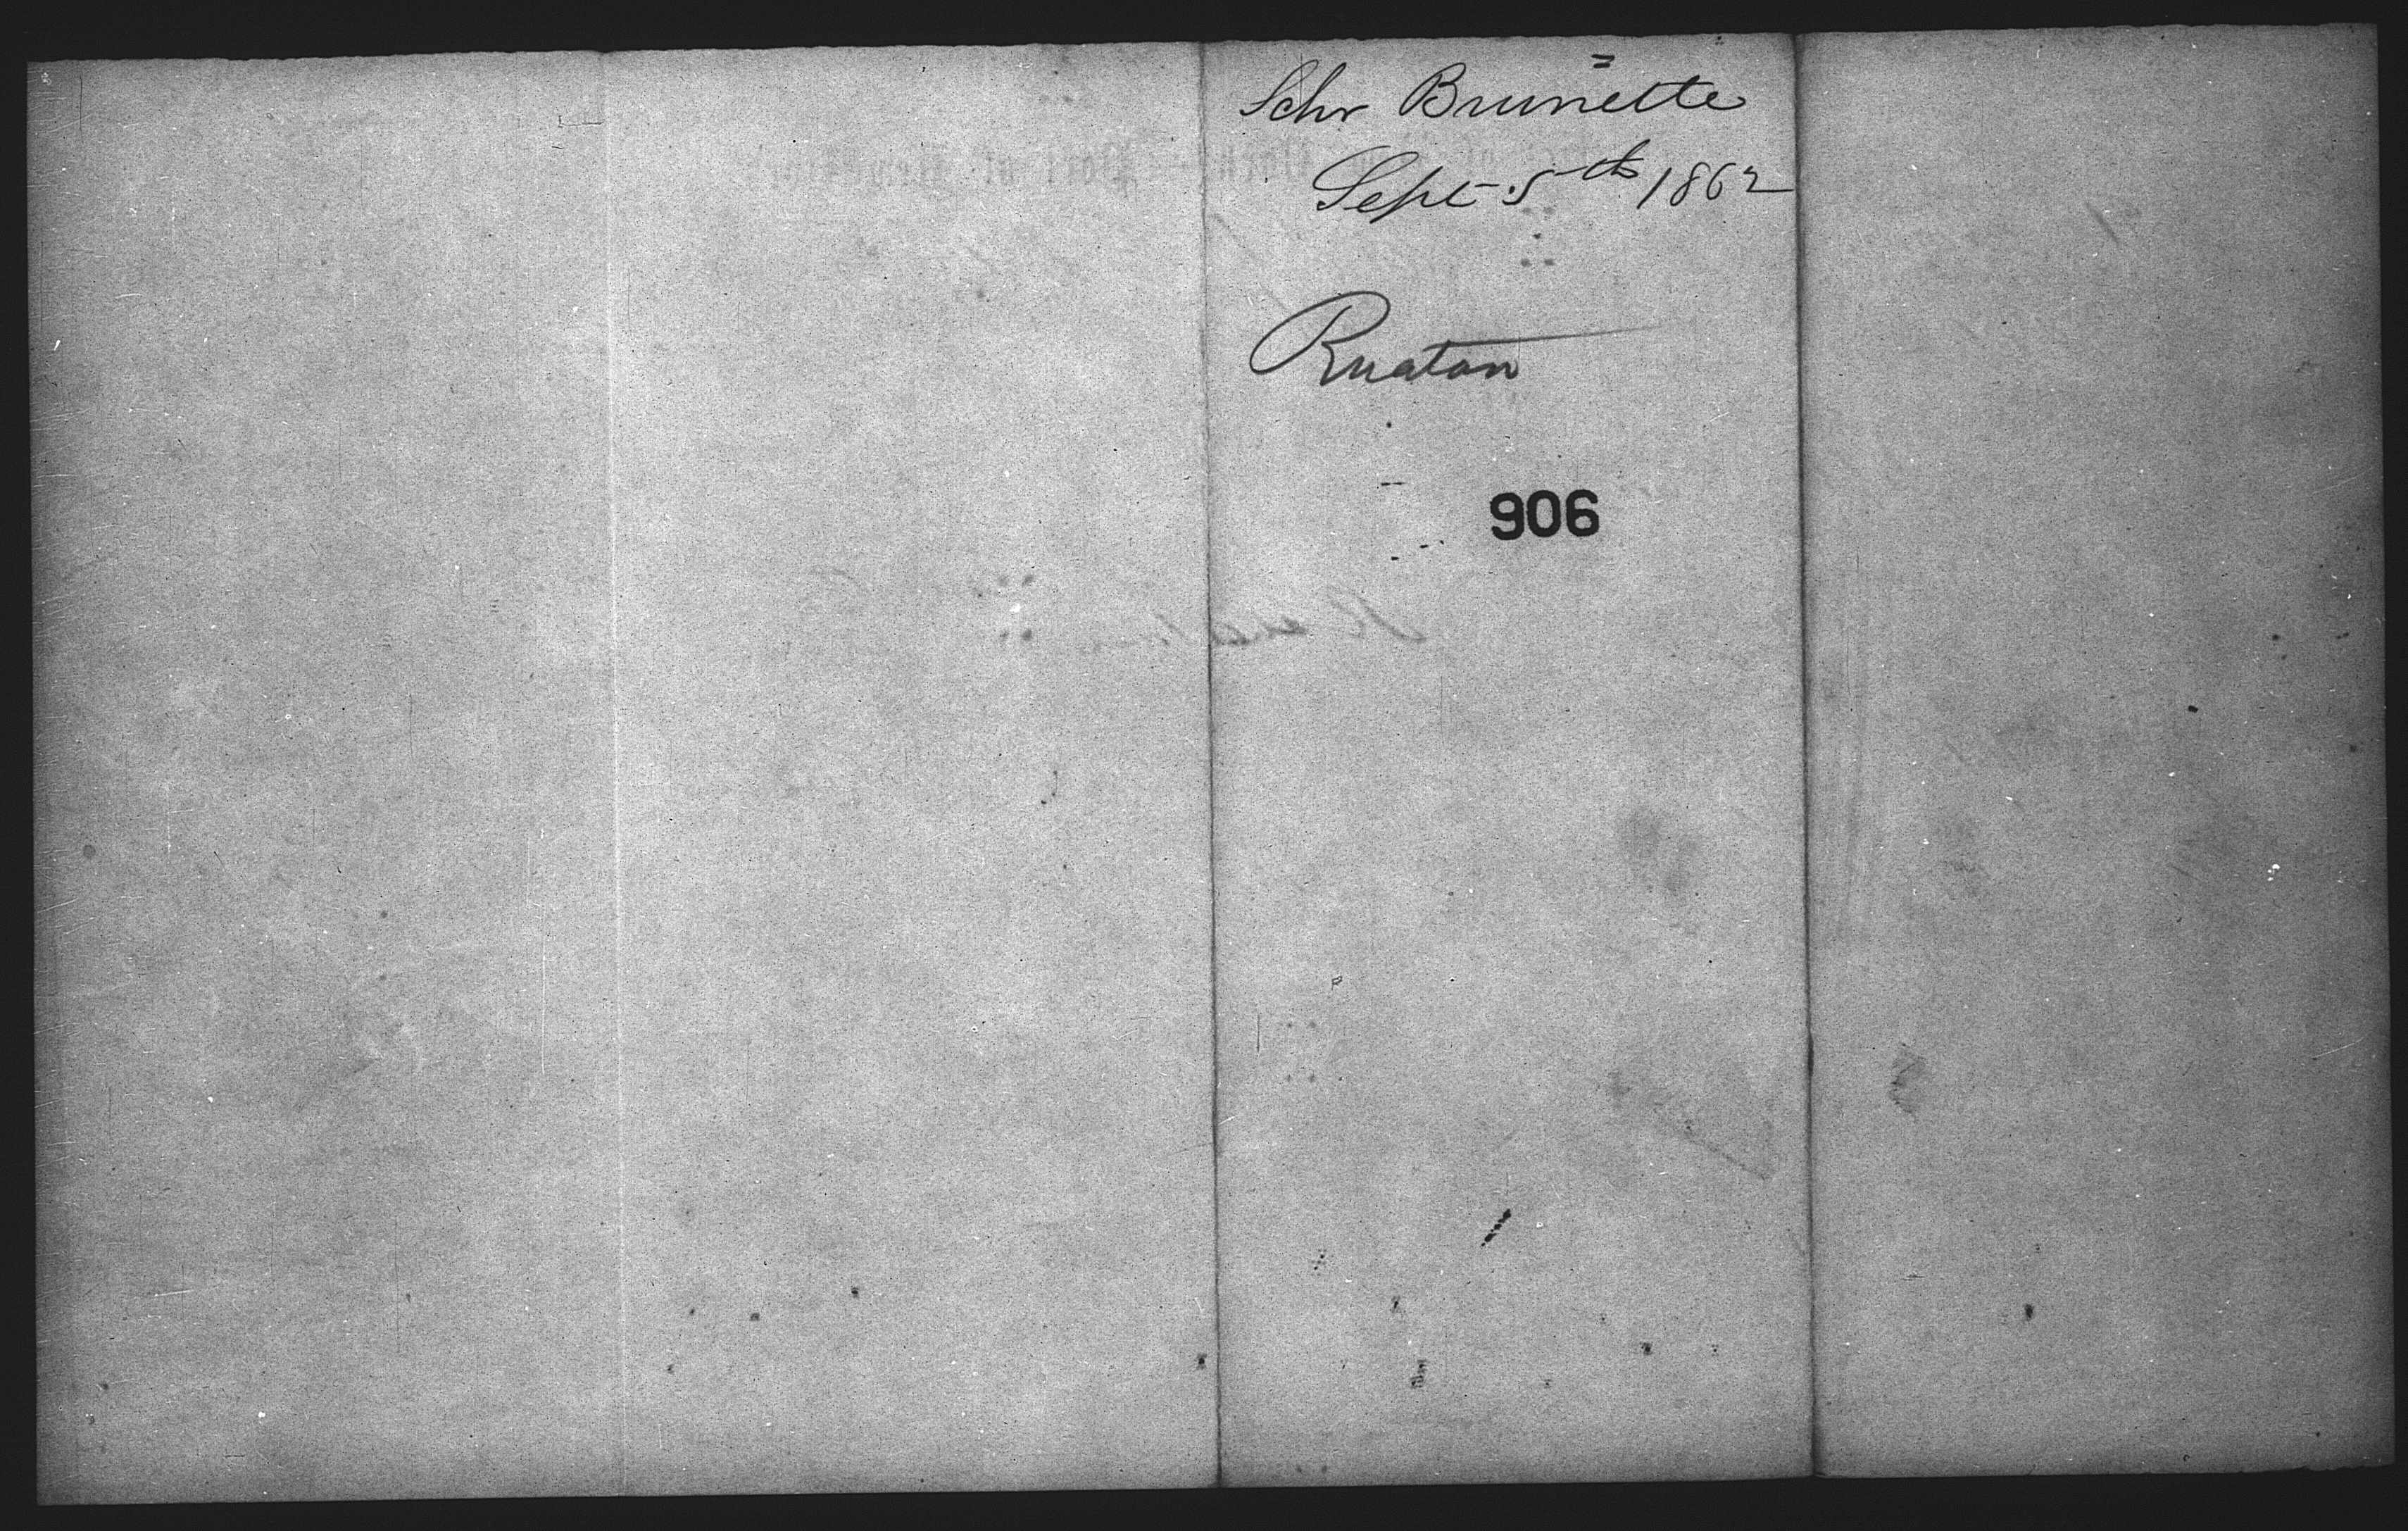 Schr Brunette
Sept 5th 1862
Ruatan
906